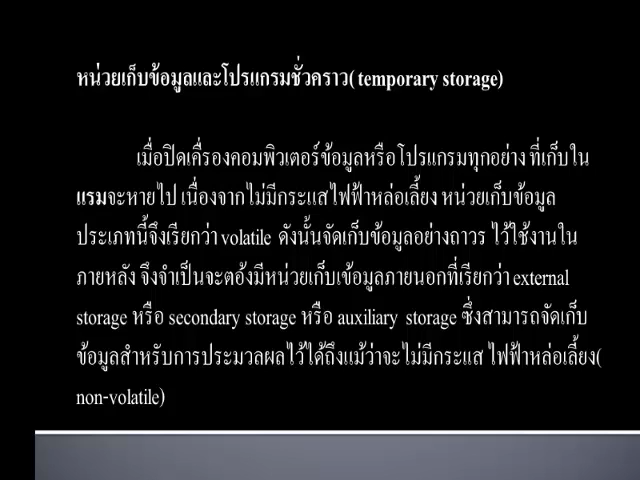 หน่วยเก็บข้อมูลและโปรแกรมชั่วคราว( temporary storage)
เมื่อปิดเครื่องคอมพิวเตอร์ข้อมูลหรือโปรแกรมทุกอย่าง ที่เก็บใน
แรมจะหายไป เนื่องจากไม่มีกระแสไฟฟ้าหล่อเลี้ยง หน่วยเก็บข้อมูล
ประเภทนี้จึงเรียกว่า volatile ดังนั้นจัดเก็บข้อมูลอย่างถาวร ไว้ใช้งานใน
ภายหลัง จึงจำเป็นจะตอ้งมีหน่วยเก็บเข้อมูลภายนอกที่เรียกว่า external
storage หรือ secondary storage หรือ auxiliary storage ซึ่งสามารถจัดเก็บ
ข้อมูลสำหรับการประมวลผลไว้ได้ถึงแม้ว่าจะไม่มีกระแส ไฟฟ้าหล่อเลี้ยง(
non-volatile)